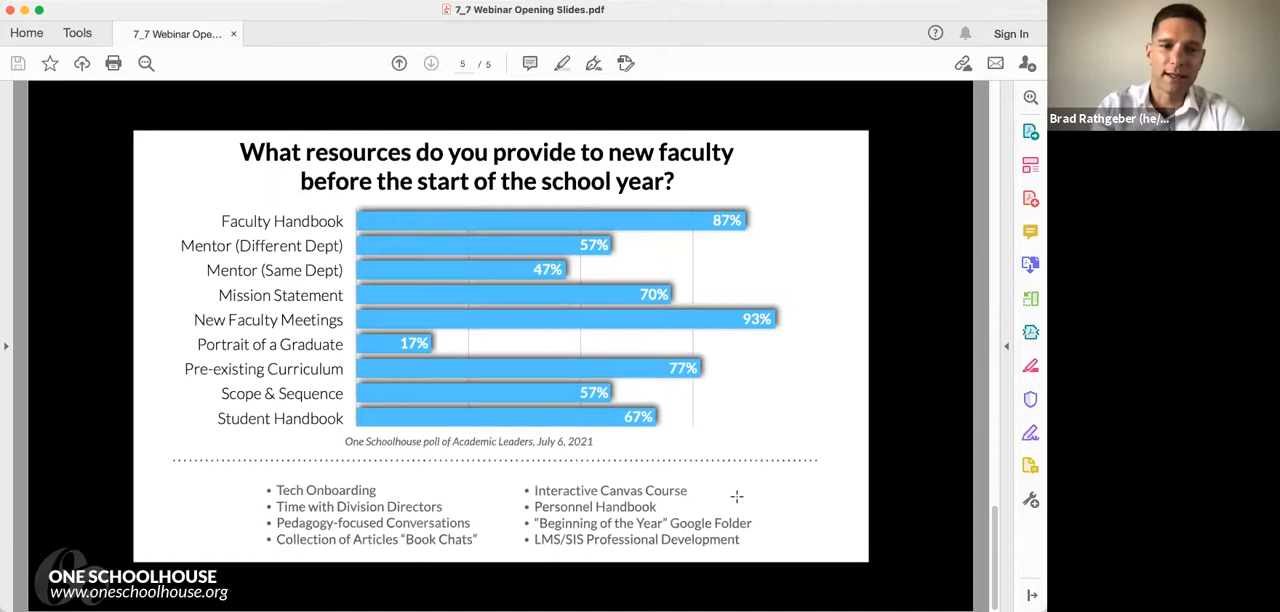 7_7 Webinar Opening Slides.pdf
Home Tools 7_7 Webinar Ope... × Sign In
5 / 5
Brad Rathgeber (he/...
What resources do you provide to new faculty
before the start of the school year?
Faculty Handbook 87%
Mentor (Different Dept) 57%
Mentor (Same Dept) 47%
Mission Statement 70%
New Faculty Meetings 93%
Portrait of a Graduate 17%
Pre-existing Curriculum 77%
Scope & Sequence 57%
Student Handbook 67%
One Schoolhouse poll of Academic Leaders, July 6, 2021
• Tech Onboarding
• Time with Division Directors
• Pedagogy-focused Conversations
• Collection of Articles “Book Chats”
• Interactive Canvas Course
• Personnel Handbook
• “Beginning of the Year” Google Folder
• LMS/SIS Professional Development
ONE SCHOOLHOUSE
www.oneschoolhouse.org